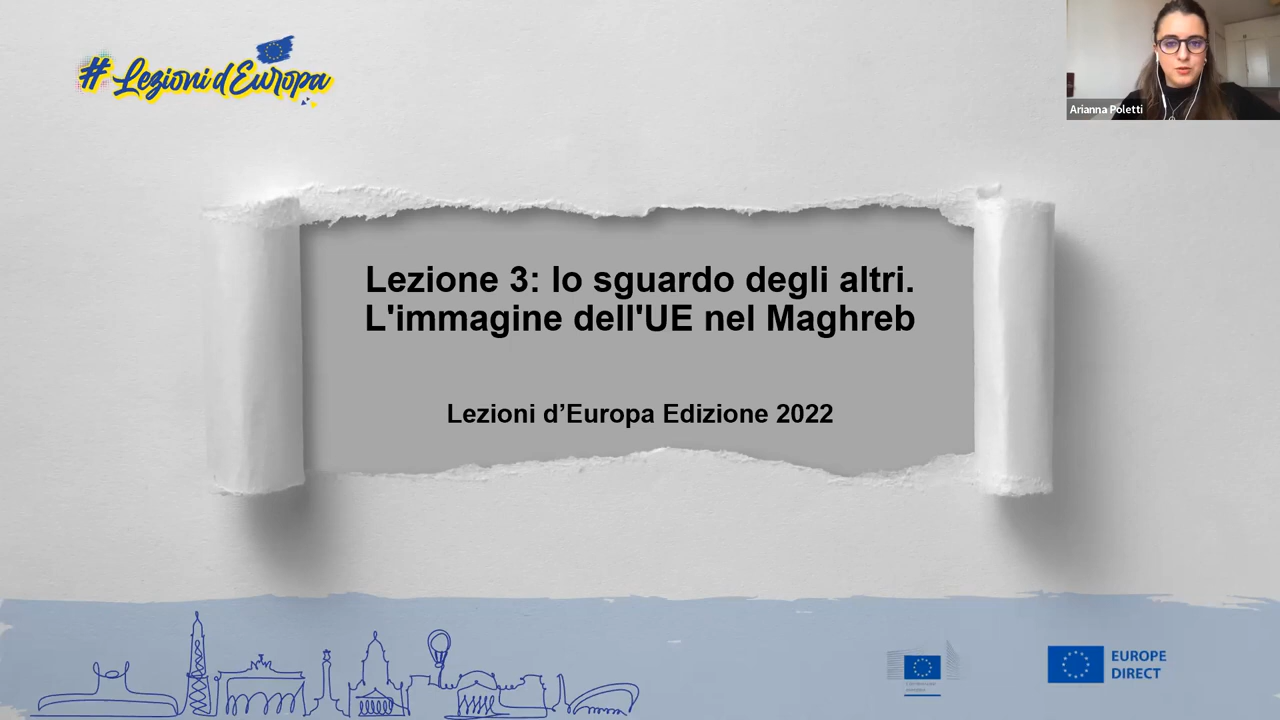 #Lezioni d'Europa
Arianna Poletti
Lezione 3: lo sguardo degli altri.
L'immagine dell'UE nel Maghreb
Lezioni d’Europa Edizione 2022
EUROPE
DIRECT